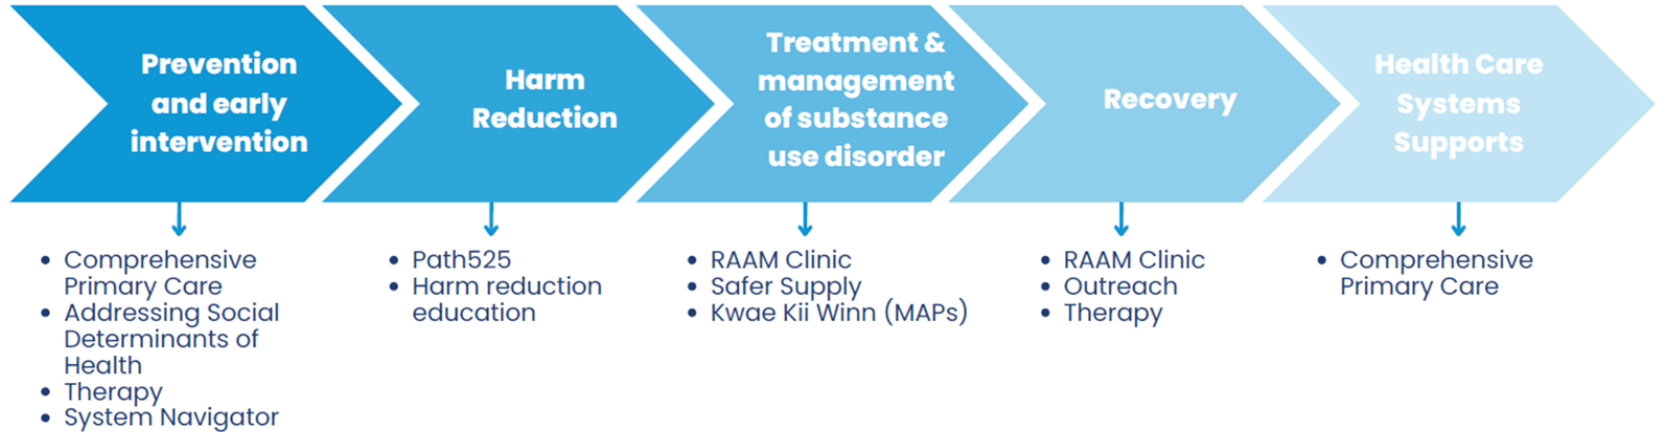 Prevention
and early
intervention
Harm
Reduction
Treatment &
management
of substance
use disorder
Recovery
Health Care
Systems
Supports
• Comprehensive
Primary Care
• Addressing Social
Determinants of
Health
• Therapy
• System Navigator
• Path525
• Harm reduction
education
• RAAM Clinic
• Safer Supply
• Kwae Kii Winn (MAPs)
• RAAM Clinic
• Outreach
• Therapy
• Comprehensive
Primary Care